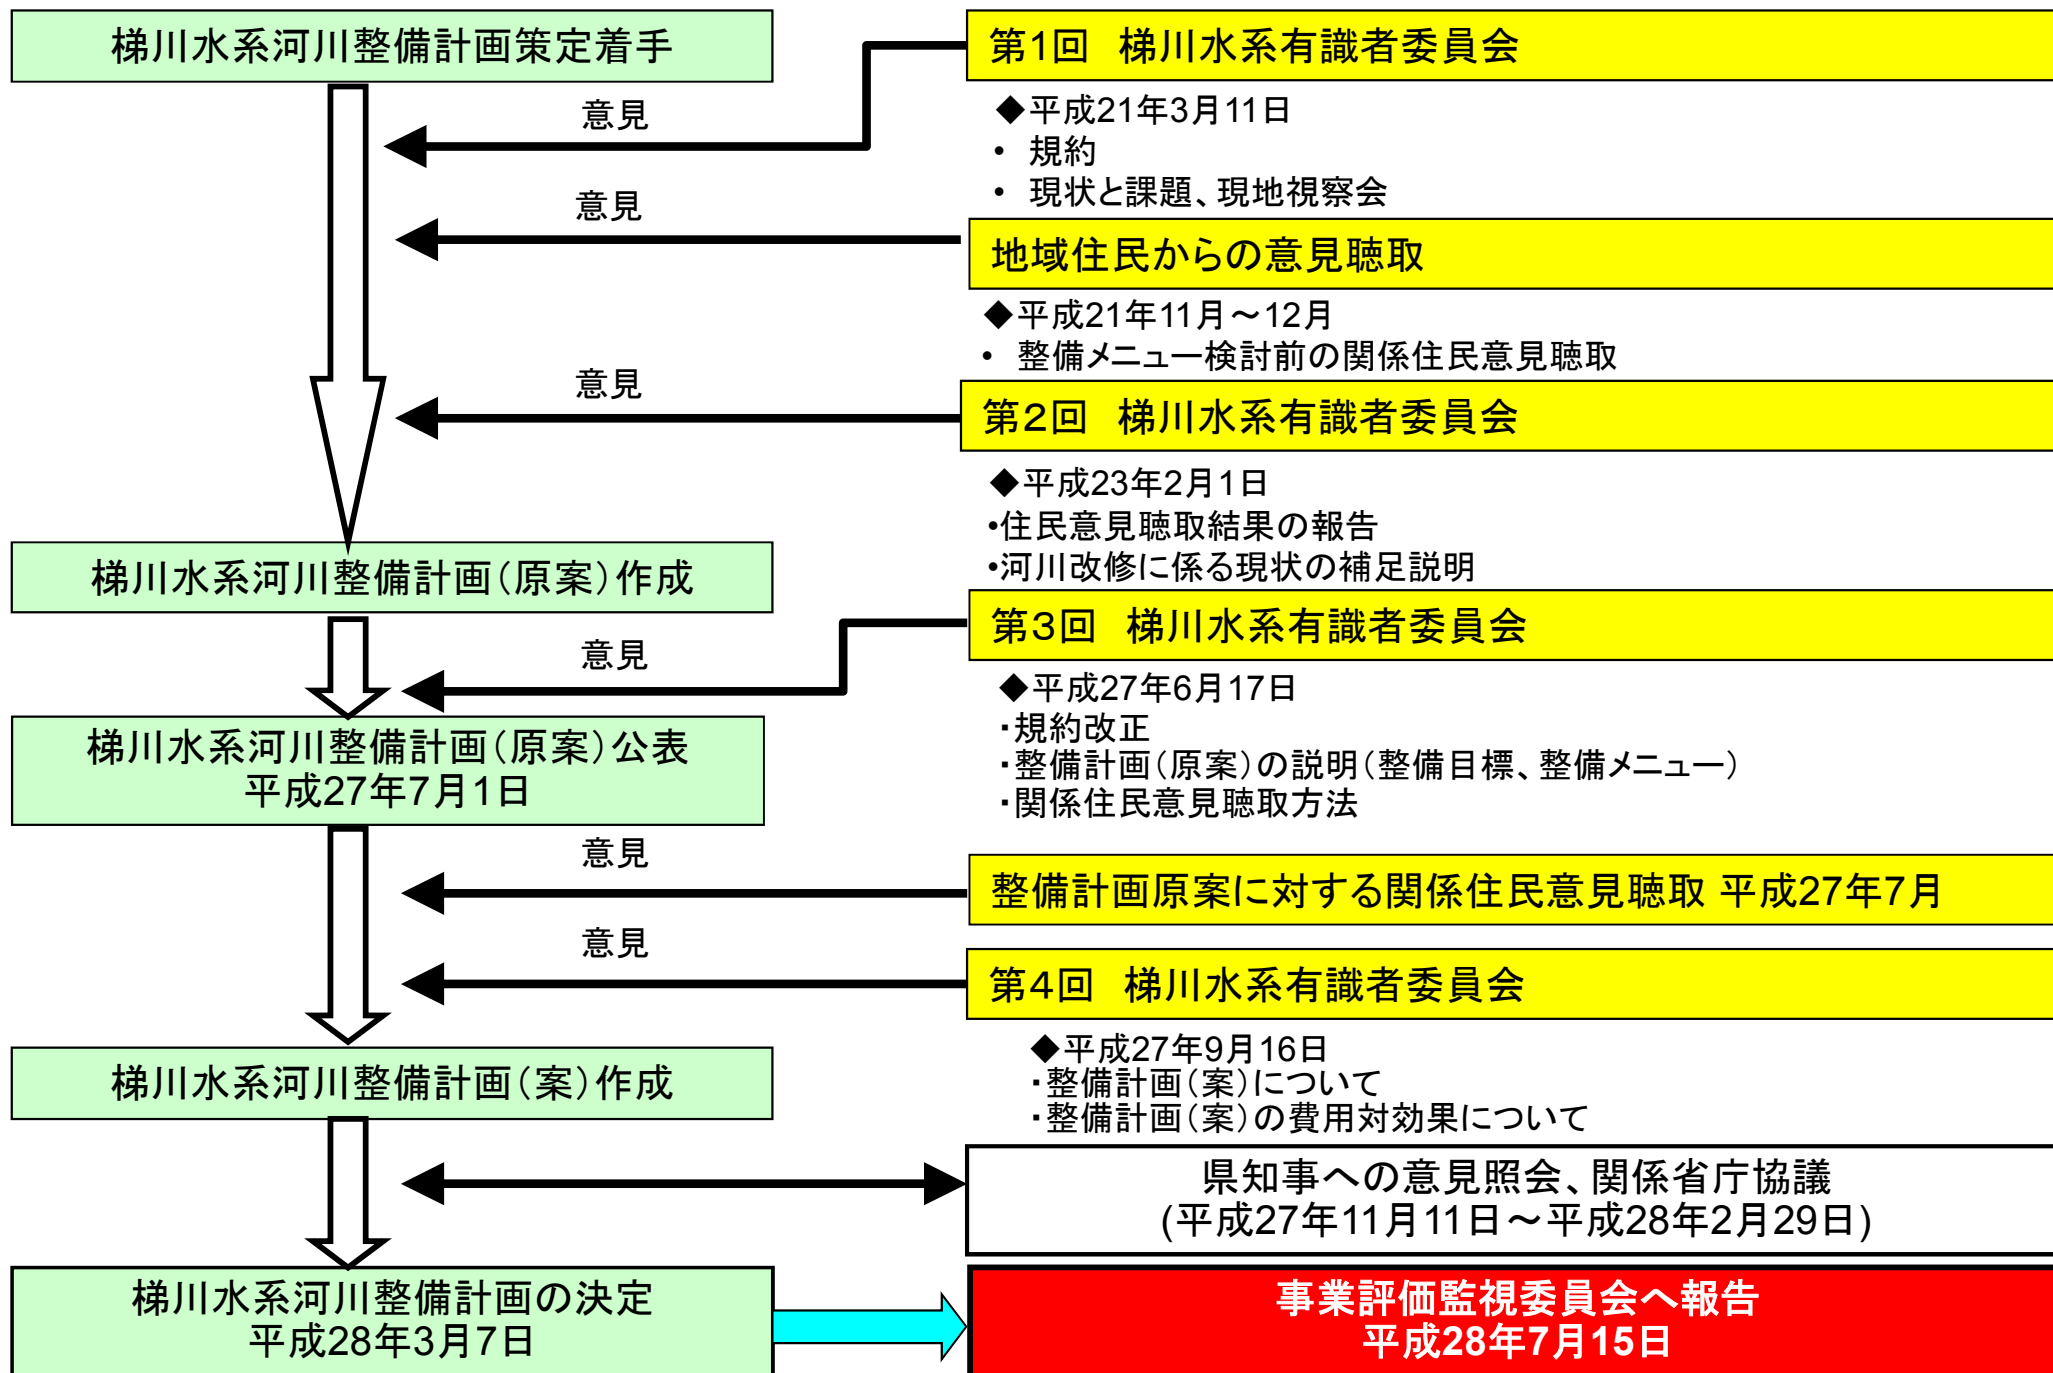 梯川水系河川整備計画策定着手
第1回　梯川水系有識者委員会
意見
◆平成21年3月11日
• 規約
• 現状と課題、現地視察会
意見
地域住民からの意見聴取
◆平成21年11月～12月
• 整備メニュー検討前の関係住民意見聴取
意見
第2回　梯川水系有識者委員会
◆平成23年2月1日
•住民意見聴取結果の報告
•河川改修に係る現状の補足説明
梯川水系河川整備計画（原案）作成
第3回　梯川水系有識者委員会
意見
◆平成27年6月17日
・規約改正
・整備計画（原案）の説明（整備目標、整備メニュー）
・関係住民意見聴取方法
梯川水系河川整備計画（原案）公表
平成27年7月1日
意見
整備計画原案に対する関係住民意見聴取 平成27年7月
意見
第4回　梯川水系有識者委員会
◆平成27年9月16日
・整備計画（案）について
・整備計画（案）の費用対効果について
梯川水系河川整備計画（案）作成
県知事への意見照会、関係省庁協議
(平成27年11月11日～平成28年2月29日)
梯川水系河川整備計画の決定
平成28年3月7日
事業評価監視委員会へ報告
平成28年7月15日